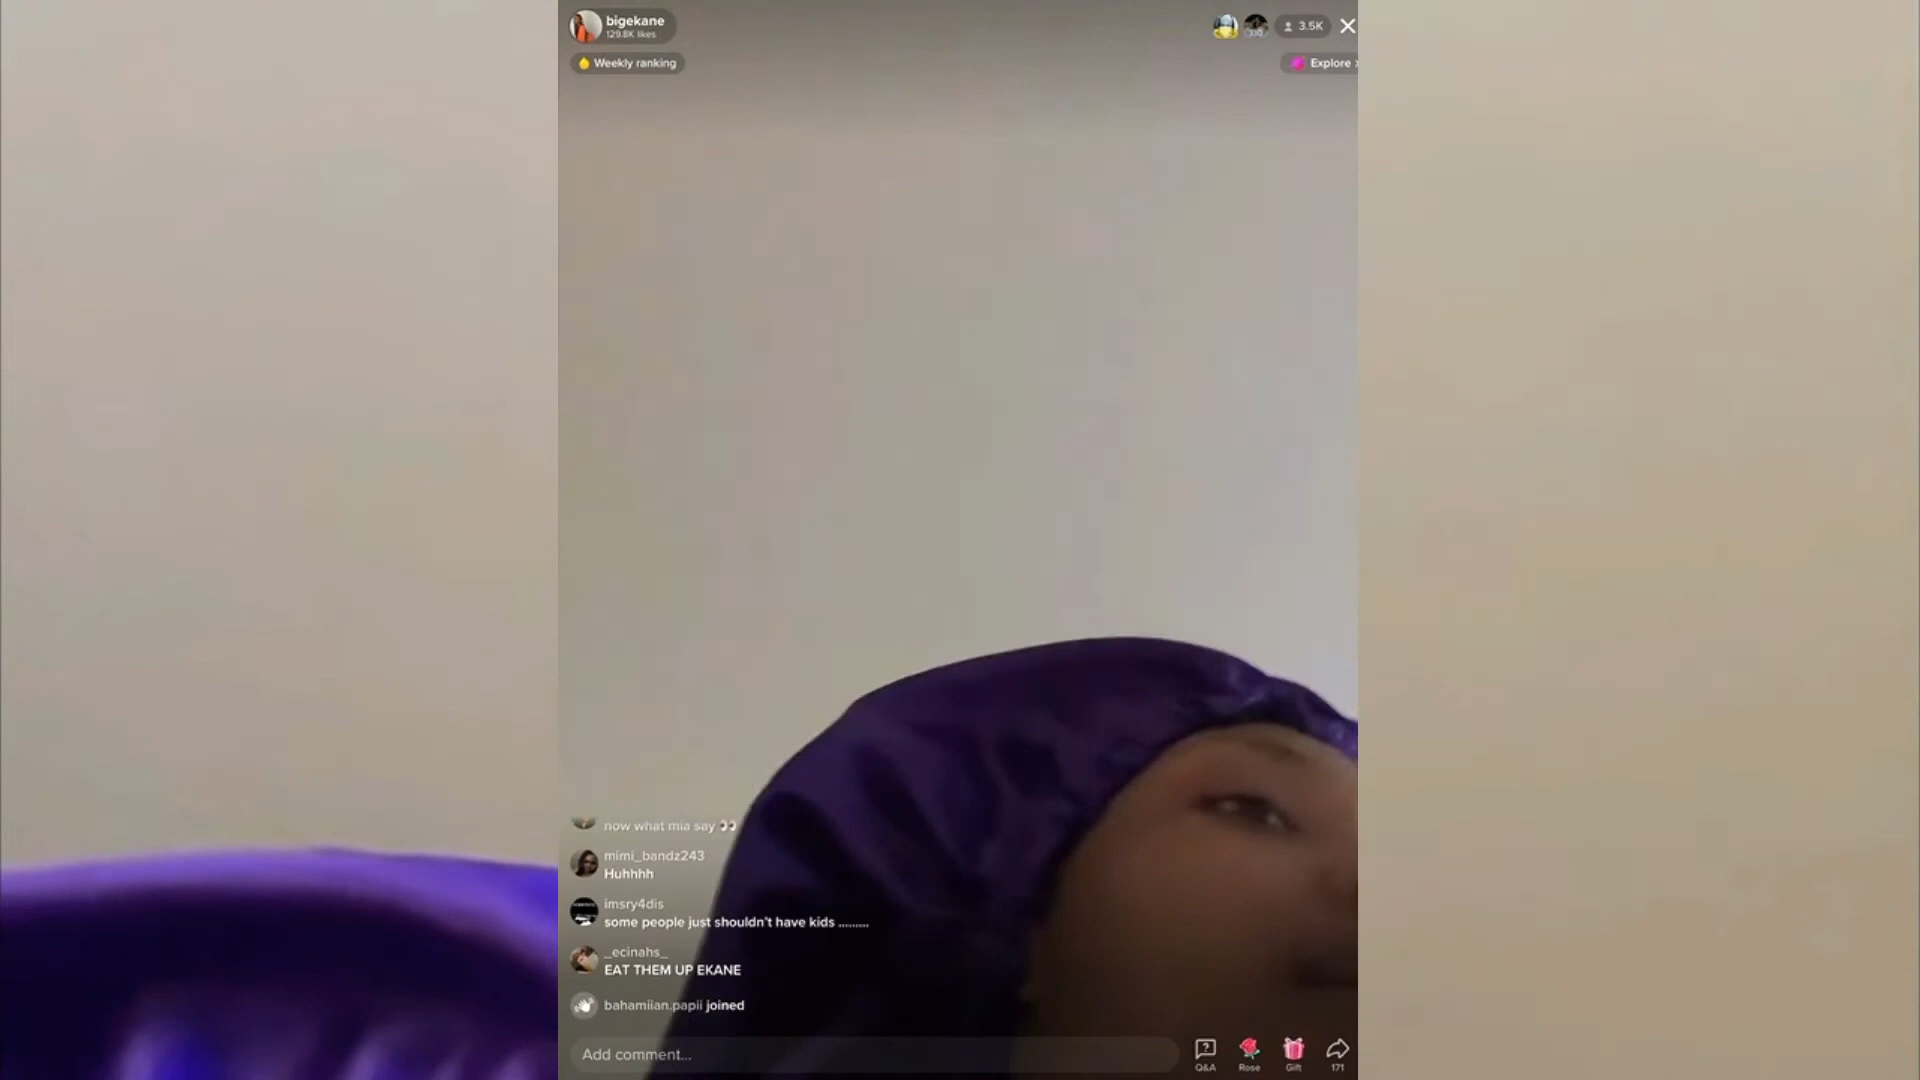 bigekane
129.8K likes
3.5K
Weekly ranking
Explore
now what mia say 👀
mimi_bandz243
Huhhhh
imsry4dis
some people just shouldn't have kids .........
_ecinahs_
EAT THEM UP EKANE
bahamiian.papii joined
Add comment...
Q&A
Rose
Gift
171